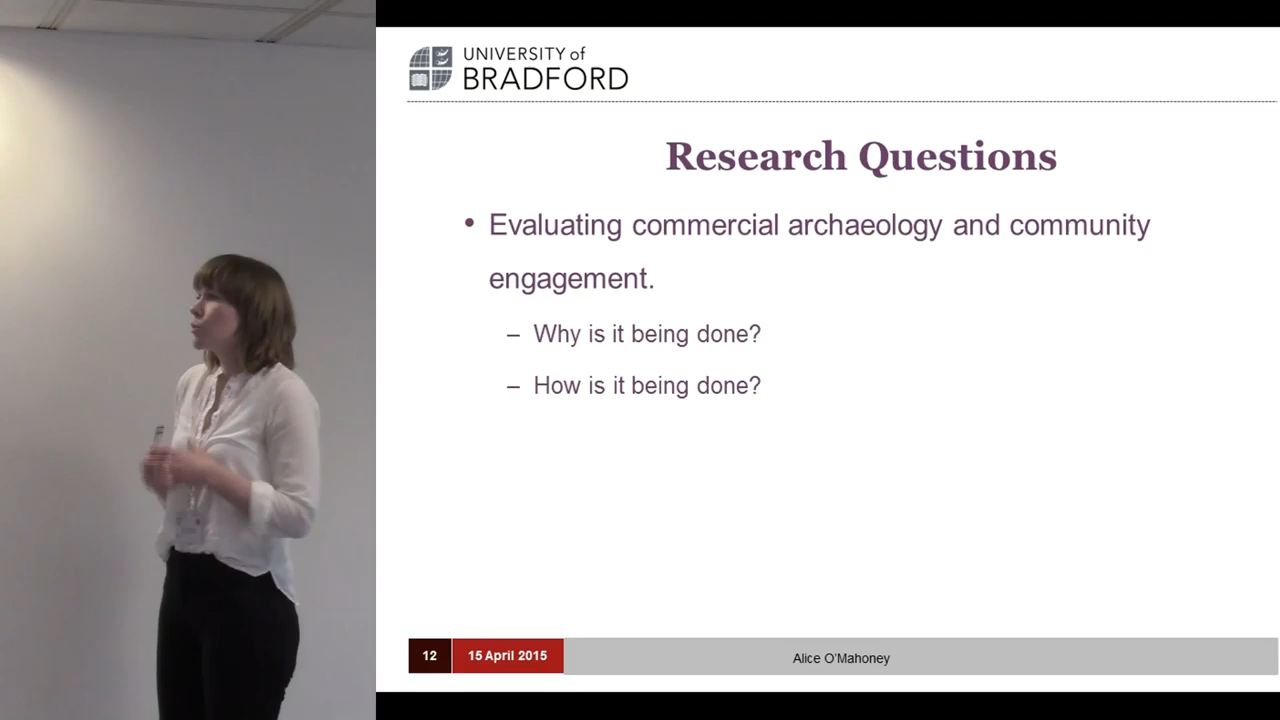 UNIVERSITY of
BRADFORD
Research Questions
• Evaluating commercial archaeology and community
engagement.
– Why is it being done?
– How is it being done?
12
15 April 2015
Alice O’Mahoney